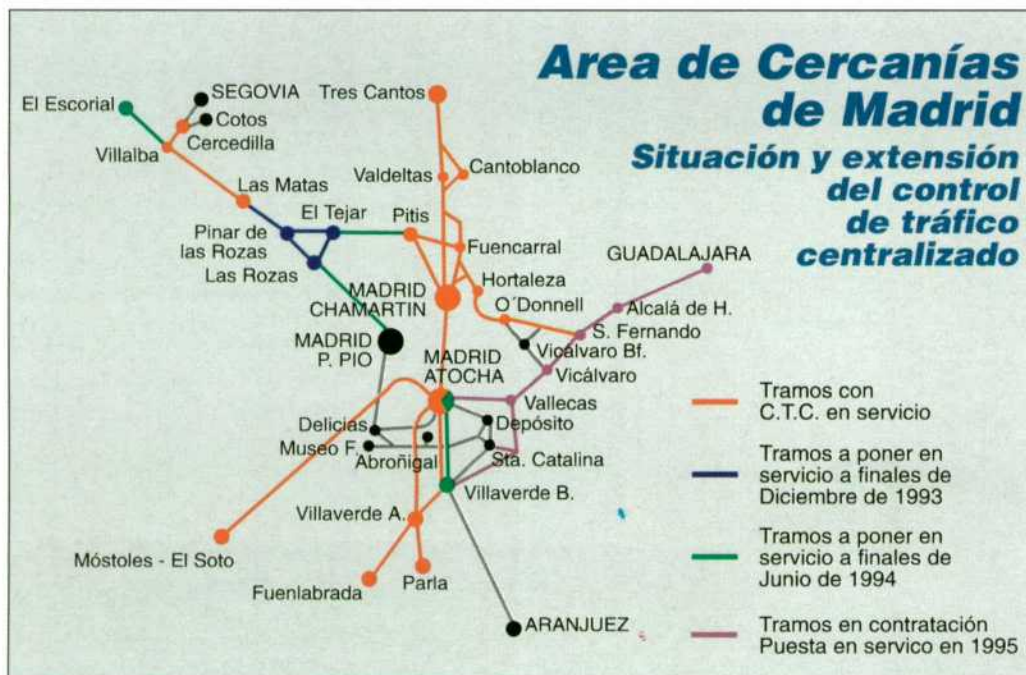 Area de Cercanías
de Madrid
Situación y extensión
del control
de tráfico
centralizado
El Escorial
SEGOVIA
Cotos
Cercedilla
Villalba
Las Matas
Pinar de
las Rozas
El Tejar
Las Rozas
Tres Cantos
Valdeltas
Cantoblanco
Pitis
Fuencarral
Hortaleza
MADRID
CHAMARTIN
O´Donnell
GUADALAJARA
Alcalá de H.
S. Fernando
Vicálvaro Bf.
Vicálvaro
MADRID
P. PIO
MADRID
ATOCHA
Vallecas
Delicias
Depósito
Museo F.
Abroñigal
Sta. Catalina
Villaverde B.
Villaverde A.
Móstoles - El Soto
Fuenlabrada
Parla
ARANJUEZ
Tramos con
C.T.C. en servicio
Tramos a poner en
servicio a finales de
Diciembre de 1993
Tramos a poner en
servicio a finales de
Junio de 1994
Tramos en contratación
Puesta en servico en 1995